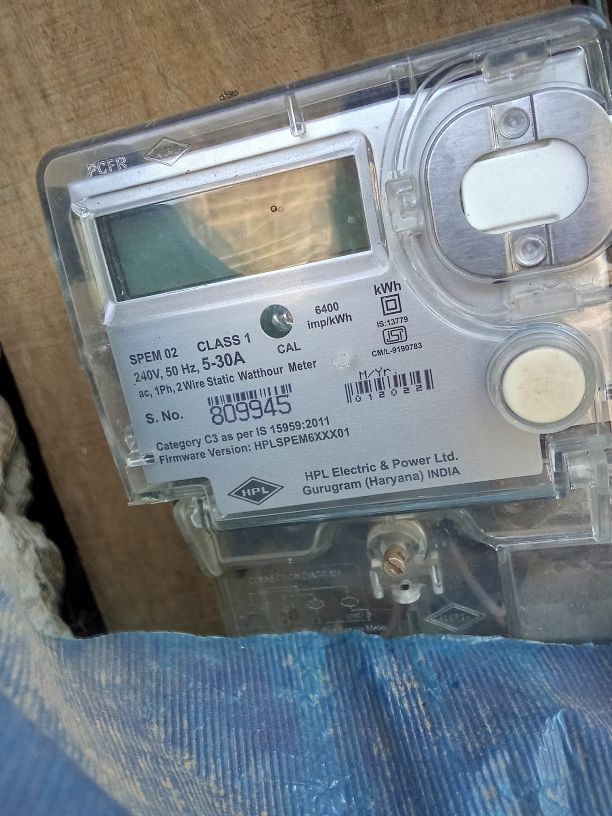 PCFR
HPL
kWh
IS:13779
CM/L-9190783
6400
imp/kWh
CAL
SPEM 02 CLASS 1
240V, 50 Hz, 5-30A
ac, 1Ph, 2 Wire Static Watthour Meter
M/Yr.
012022
S. No. 809945
Category C3 as per IS 15959:2011
Firmware Version: HPLSPEM6XXX01
HPL
HPL Electric & Power Ltd.
Gurugram (Haryana) INDIA